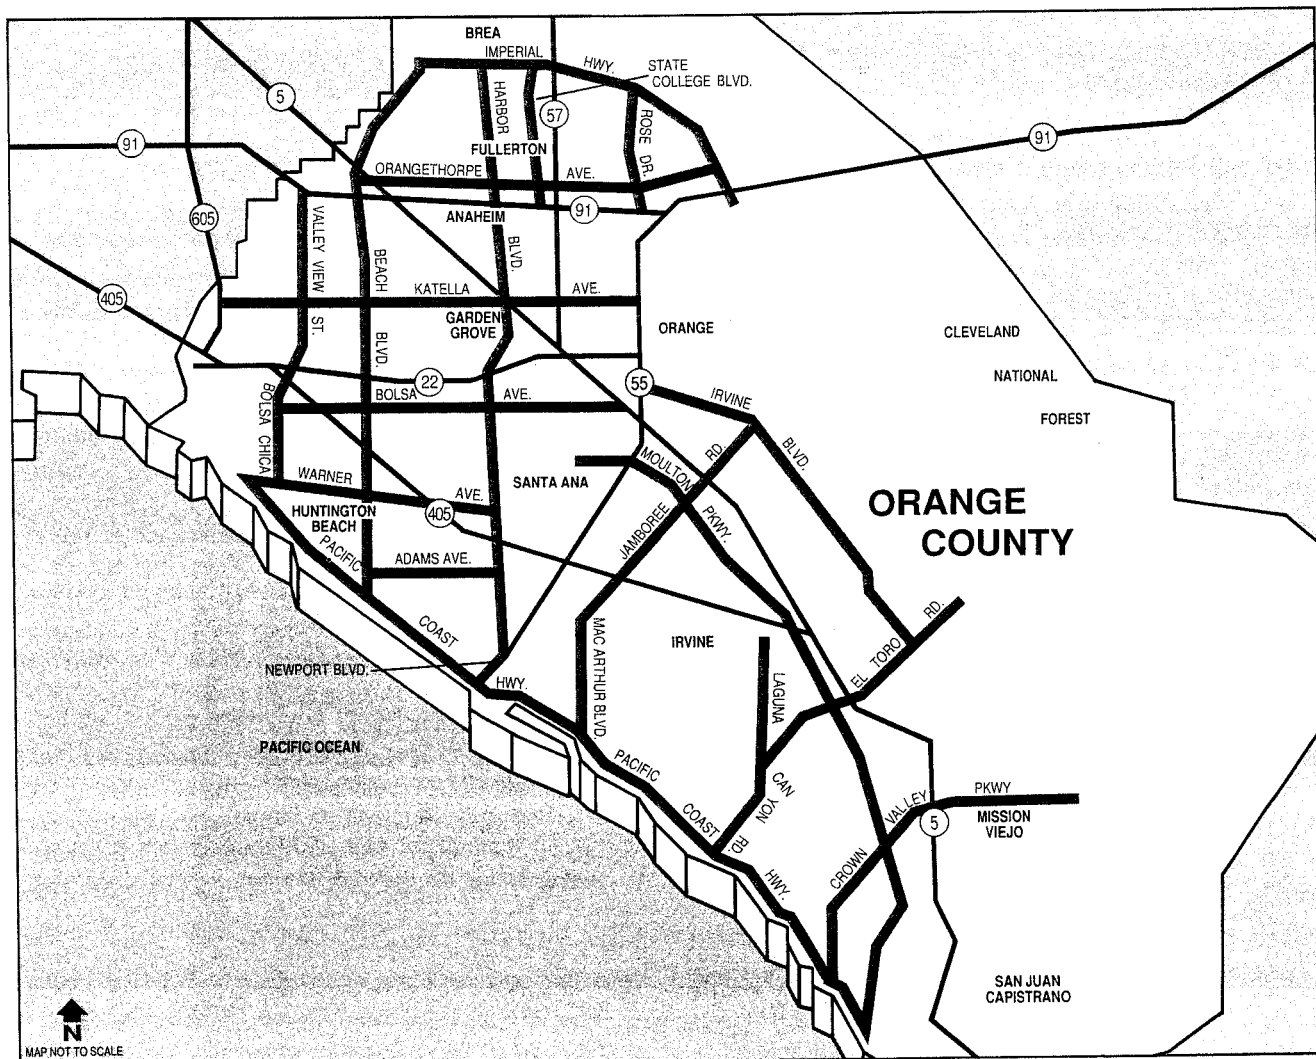 BREA
IMPERIAL
HWY.
STATE
COLLEGE BLVD.
5
HARBOR
57
ROSE DR.
91
91
FULLERTON
ORANGETHORPE
AVE.
605
ANAHEIM
91
VALLEY VIEW ST.
BEACH
BLVD.
BLVD.
405
KATELLA
AVE.
GARDEN
GROVE
ORANGE
CLEVELAND
NATIONAL
FOREST
22
55
BOLSA
AVE.
IRVINE
BLVD.
BOLSA CHICA
WARNER
AVE.
SANTA ANA
MOULTON
PKWY.
RD.
JAMBOREE
ORANGE
COUNTY
HUNTINGTON
BEACH
405
PACIFIC
COAST
HWY.
ADAMS AVE.
NEWPORT BLVD.
MAC ARTHUR BLVD.
IRVINE
LAGUNA
CAN
YON
RD.
EL TORO
RD.
PACIFIC OCEAN
PACIFIC
COAST
HWY.
CROWN
VALLEY
PKWY
5
MISSION
VIEJO
SAN JUAN
CAPISTRANO
N
MAP NOT TO SCALE